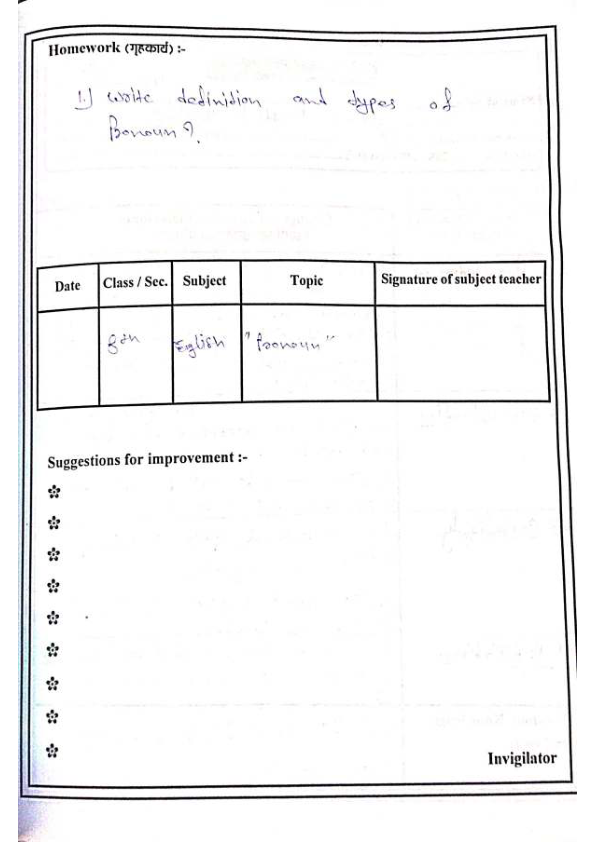 Homework (गृहकार्य) :-
1.) write definition and types of
Pronoun?
Date Class / Sec. Subject Topic Signature of subject teacher
8th English "Pronoun"
Suggestions for improvement :-
Invigilator